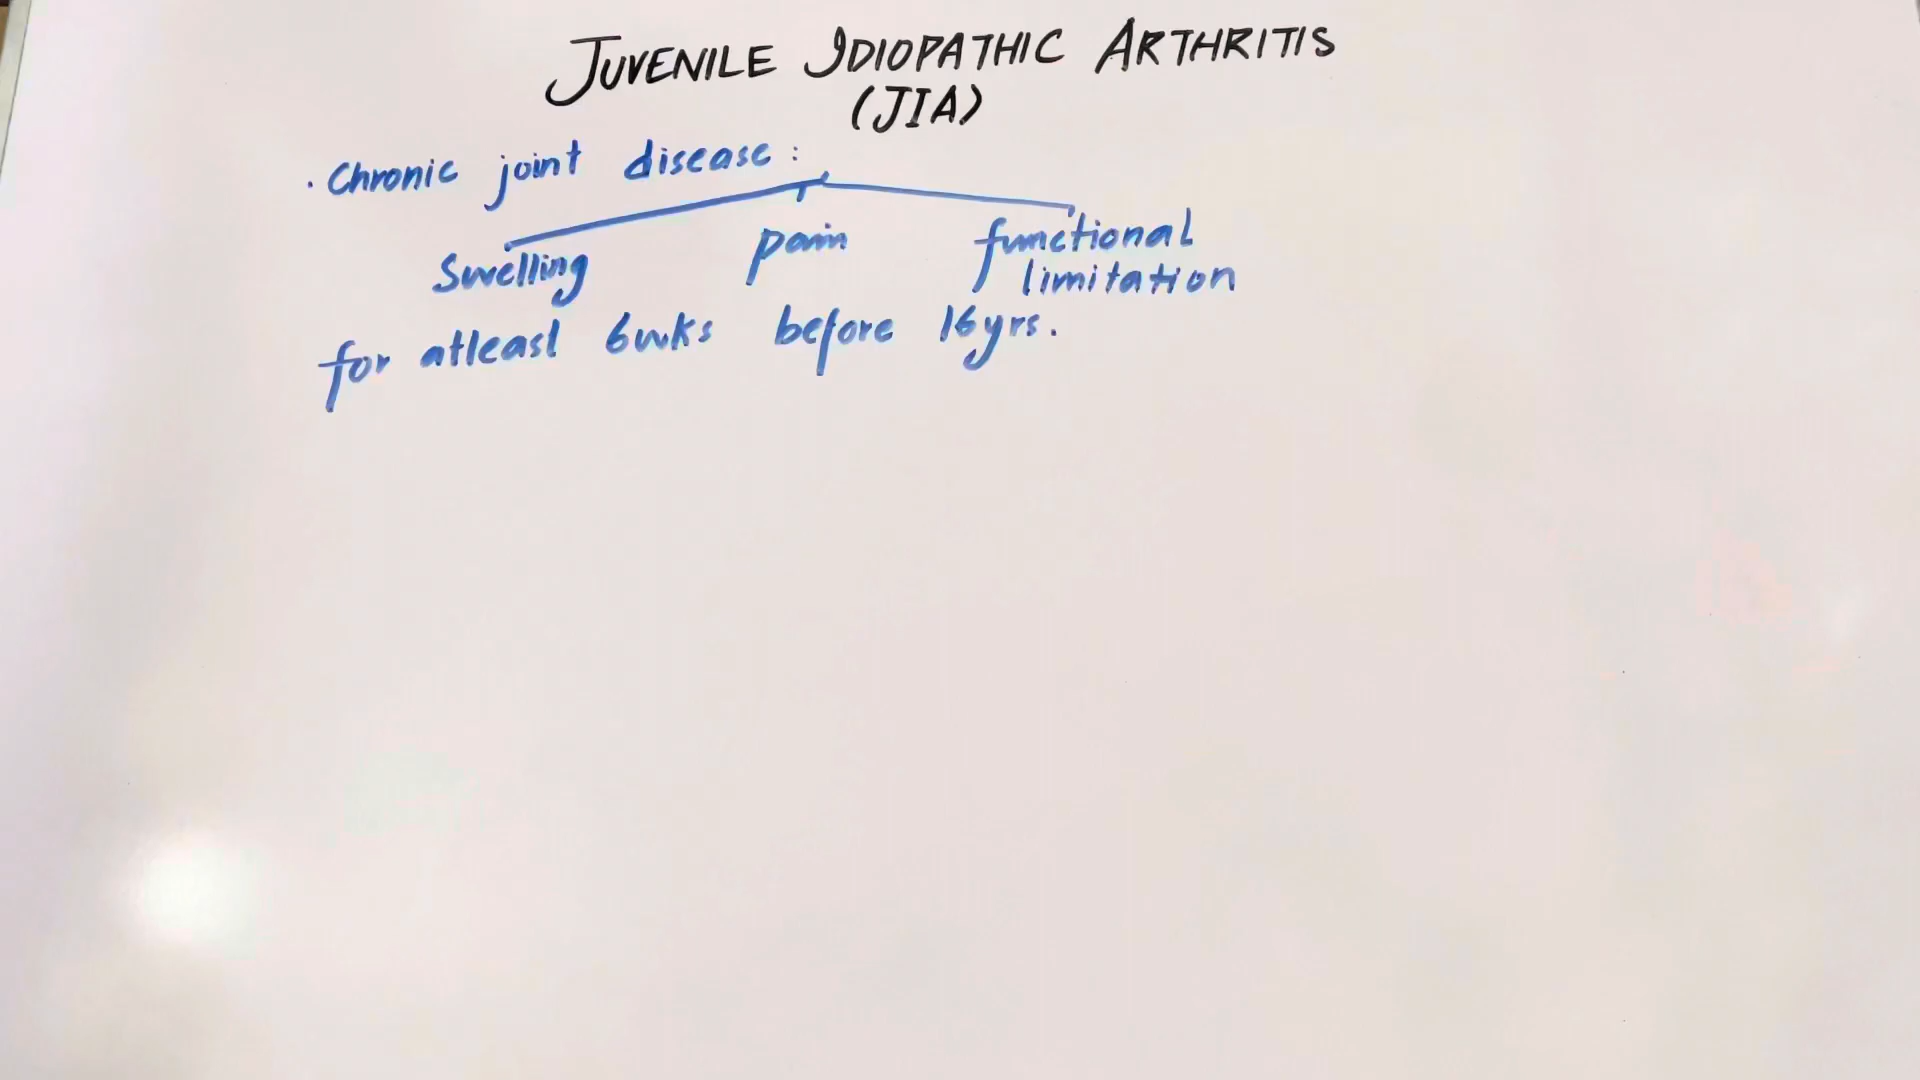 JUVENILE IDIOPATHIC ARTHRITIS
(JIA)
. Chronic joint disease :
Swelling pain functional
limitation
for atleast 6wks before 16yrs.